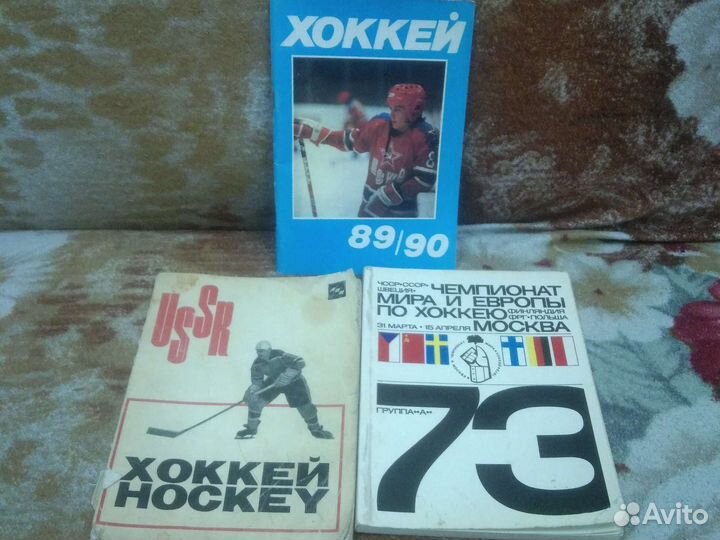 ХОККЕЙ
89/90
USSR
ХОККЕЙ
HOCKEY
ЧССР•СССР•
ШВЕЦИЯ•
ЧЕМПИОНАТ
МИРА И ЕВРОПЫ
ПО ХОККЕЮ
ФИНЛЯНДИЯ
ФРГ•ПОЛЬША
31 МАРТА • 15 АПРЕЛЯ
МОСКВА
ГРУППА«А»
73
Avito